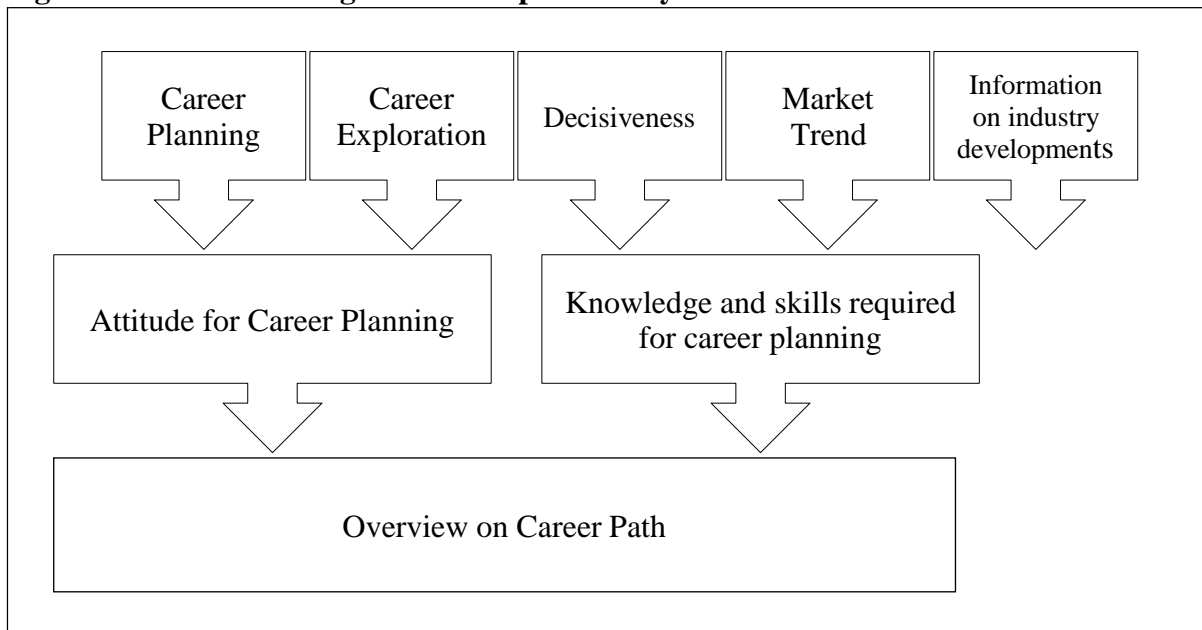 Career
Planning
Career
Exploration
Decisiveness
Market
Trend
Information
on industry
developments
Attitude for Career Planning
Knowledge and skills required
for career planning
Overview on Career Path